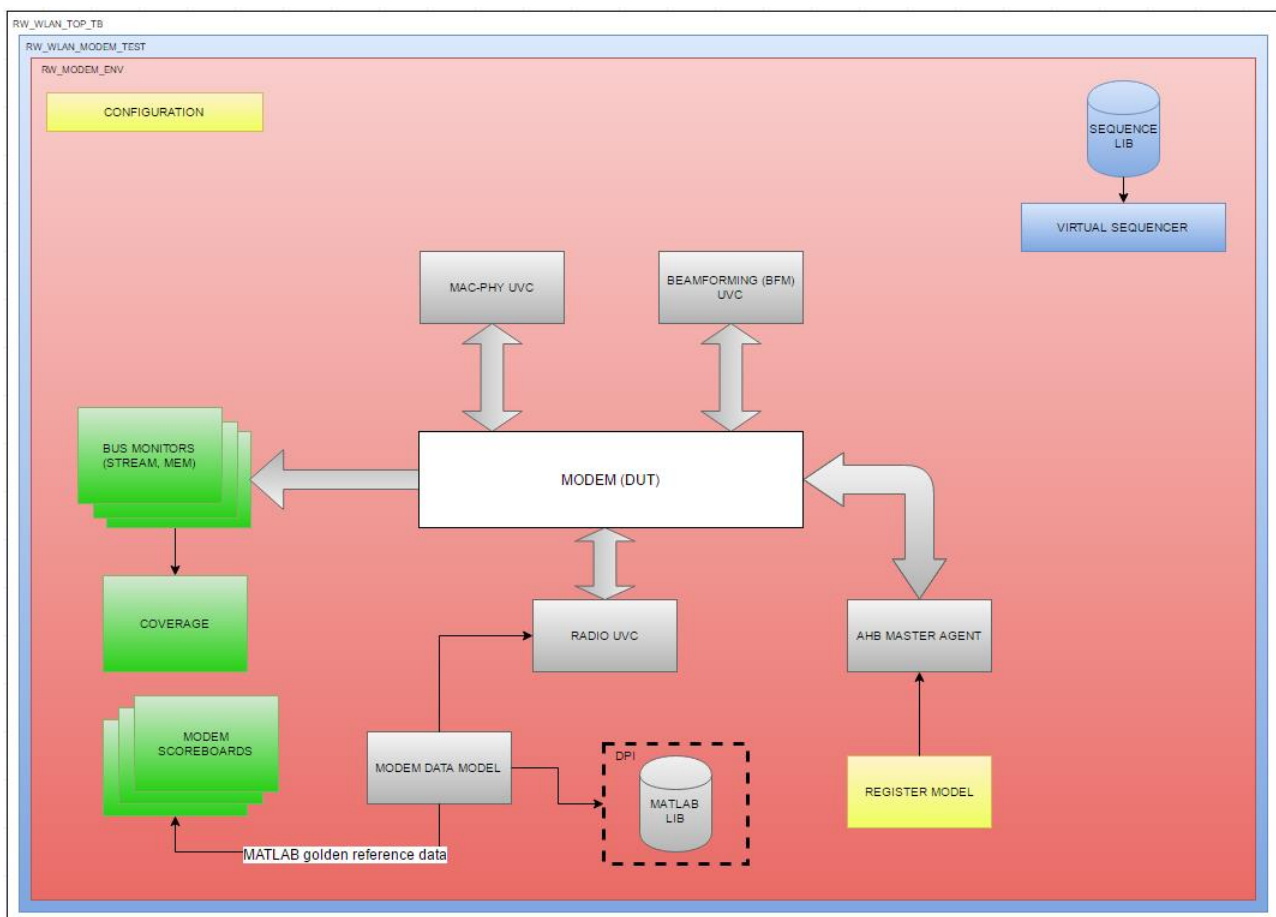 RW_WLAN_TOP_TB
RW_WLAN_MODEM_TEST
RW_MODEM_ENV
CONFIGURATION
SEQUENCE
LIB
VIRTUAL SEQUENCER
MAC-PHY UVC
BEAMFORMING (BFM)
UVC
BUS MONITORS
(STREAM, MEM)
MODEM (DUT)
COVERAGE
RADIO UVC
AHB MASTER AGENT
MODEM
SCOREBOARDS
MODEM DATA MODEL
DPI
MATLAB
LIB
REGISTER MODEL
MATLAB golden reference data